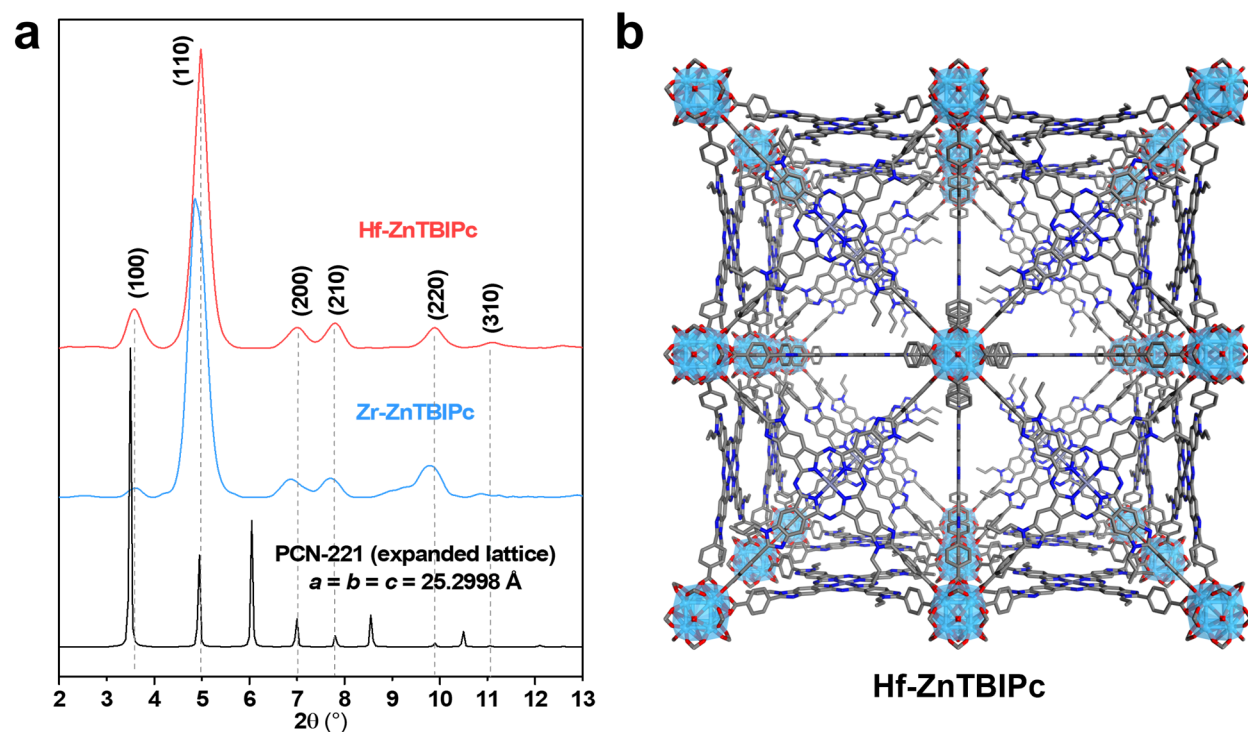 a
b
(100)
(110)
(200)
(210)
(220)
(310)
Hf-ZnTBIPc
Zr-ZnTBIPc
PCN-221 (expanded lattice)
a = b = c = 25.2998 Å
2 3 4 5 6 7 8 9 10 11 12 13
2θ (°)
Hf-ZnTBIPc